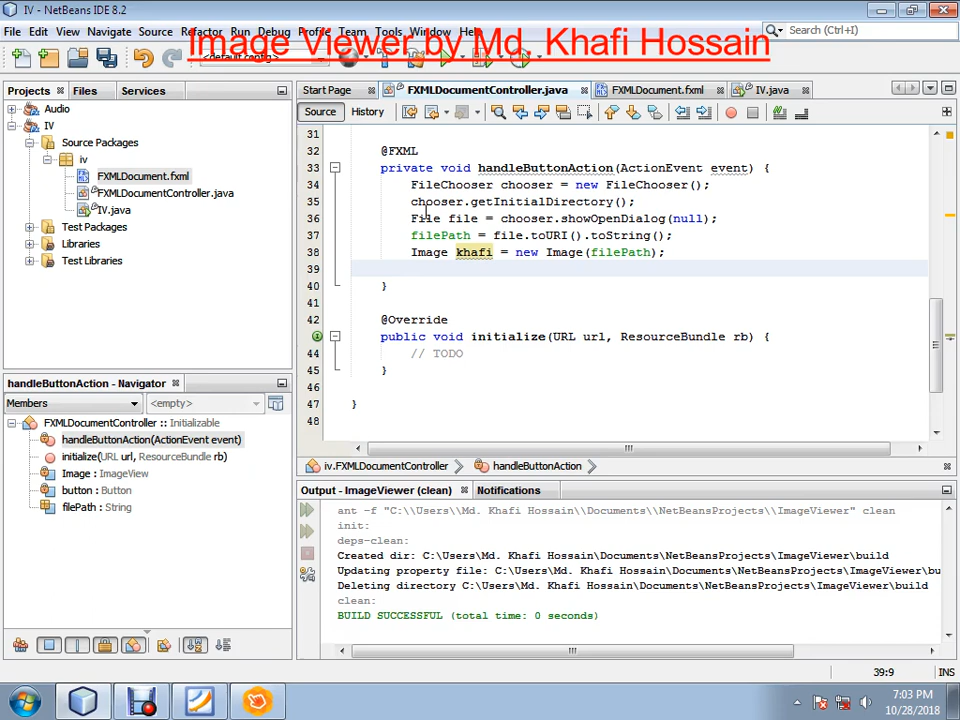 IV - NetBeans IDE 8.2
File Edit View Navigate Source Refactor Run Debug Profile Team Tools Window Help
Search (Ctrl+I)
Image Viewer by Md. Khafi Hossain
<default config>
Projects Files Services
Start Page FXMLDocumentController.java FXMLDocument.fxml IV.java
Source History
Audio
IV
Source Packages
iv
FXMLDocument.fxml
FXMLDocumentController.java
IV.java
Test Packages
Libraries
Test Libraries
31
32 @FXML
33 private void handleButtonAction(ActionEvent event) {
34 FileChooser chooser = new FileChooser();
35 chooser.getInitialDirectory();
36 File file = chooser.showOpenDialog(null);
37 filePath = file.toURI().toString();
38 Image khafi = new Image(filePath);
39
40 }
41
42 @Override
43 public void initialize(URL url, ResourceBundle rb) {
44 // TODO
45 }
46
47 }
48
handleButtonAction - Navigator
Members <empty>
FXMLDocumentController :: Initializable
handleButtonAction(ActionEvent event)
initialize(URL url, ResourceBundle rb)
Image : ImageView
button : Button
filePath : String
iv.FXMLDocumentController handleButtonAction
Output - ImageViewer (clean) Notifications
ant -f "C:\\Users\\Md. Khafi Hossain\\Documents\\NetBeansProjects\\ImageViewer" clean
init:
deps-clean:
Created dir: C:\Users\Md. Khafi Hossain\Documents\NetBeansProjects\ImageViewer\build
Updating property file: C:\Users\Md. Khafi Hossain\Documents\NetBeansProjects\ImageViewer\bu
Deleting directory C:\Users\Md. Khafi Hossain\Documents\NetBeansProjects\ImageViewer\build
clean:
BUILD SUCCESSFUL (total time: 0 seconds)
39:9 INS
7:03 PM
10/28/2018